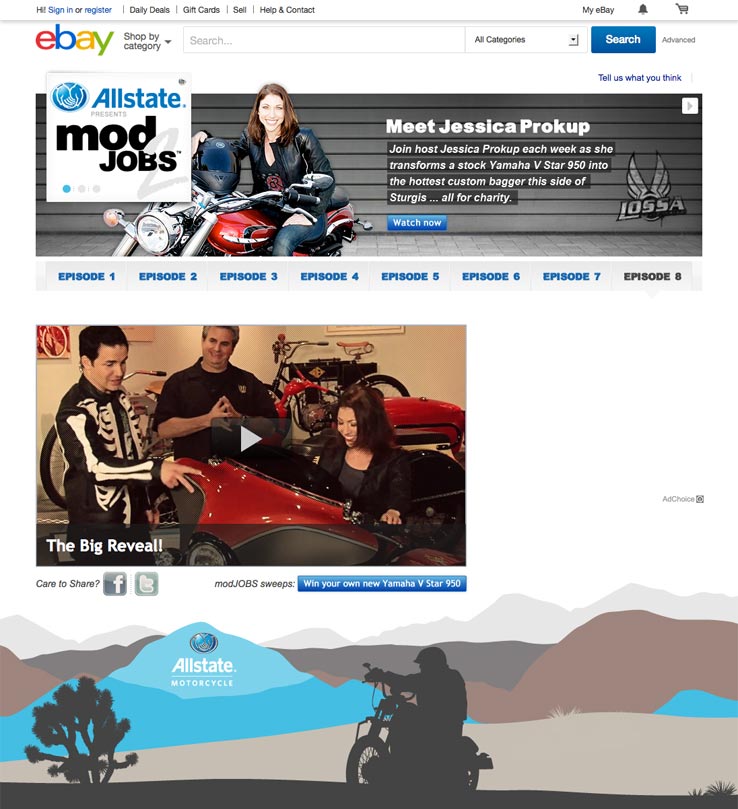 Hi! Sign in or register
Daily Deals
Gift Cards
Sell
Help & Contact
My eBay
ebay
Shop by
category
Search...
All Categories
Search
Advanced
Tell us what you think
Allstate.
PRESENTS
mod
JOBS™
2
Meet Jessica Prokup
Join host Jessica Prokup each week as she
transforms a stock Yamaha V Star 950 into
the hottest custom bagger this side of
Sturgis ... all for charity.
Watch now
LOSSA
EPISODE 1
EPISODE 2
EPISODE 3
EPISODE 4
EPISODE 5
EPISODE 6
EPISODE 7
EPISODE 8
The Big Reveal!
AdChoice
Care to Share?
modJOBS sweeps:
Win your own new Yamaha V Star 950
Allstate.
MOTORCYCLE